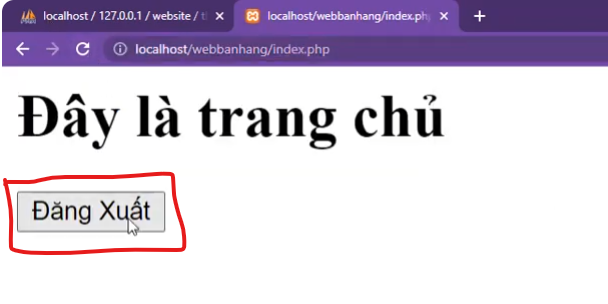 localhost / 127.0.0.1 / website /
localhost/webbanhang/index.ph
localhost/webbanhang/index.php
Đây là trang chủ
Đăng Xuất